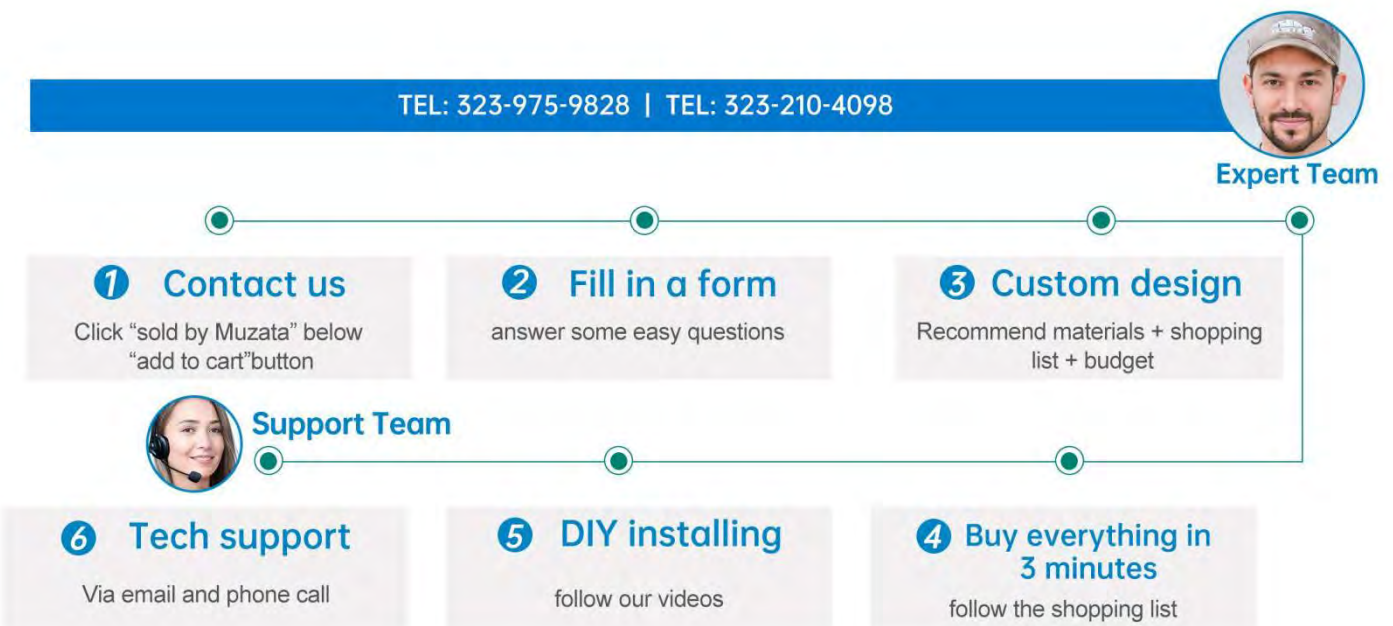 TEL: 323-975-9828 | TEL: 323-210-4098
Expert Team
1 Contact us
Click “sold by Muzata” below
“add to cart”button
2 Fill in a form
answer some easy questions
3 Custom design
Recommend materials + shopping
list + budget
Support Team
6 Tech support
Via email and phone call
5 DIY installing
follow our videos
4 Buy everything in
3 minutes
follow the shopping list